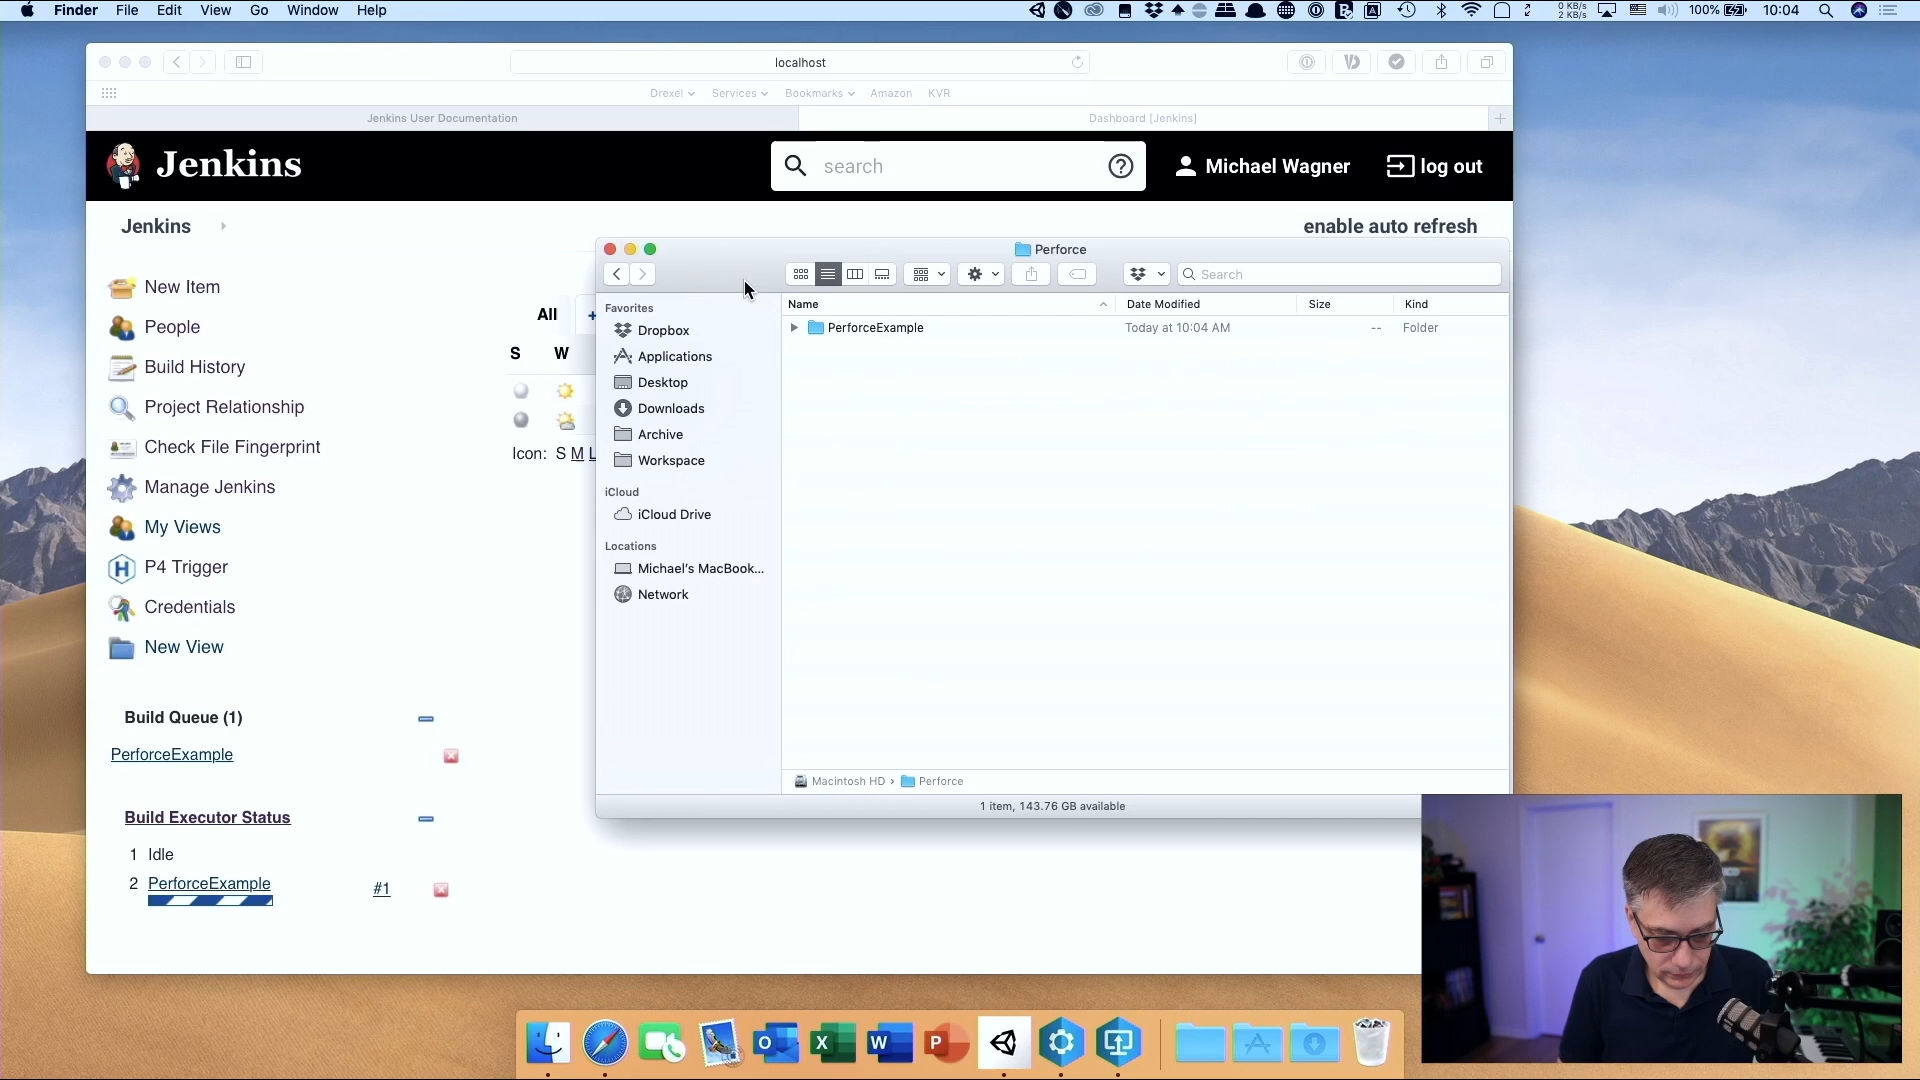 Finder File Edit View Go Window Help
0 KB/s
2 KB/s
100%
10:04
localhost
Drexel Services Bookmarks Amazon KVR
Jenkins User Documentation
Dashboard [Jenkins]
Jenkins
search
Michael Wagner
log out
Jenkins
enable auto refresh
New Item
People
Build History
Project Relationship
Check File Fingerprint
Manage Jenkins
My Views
P4 Trigger
Credentials
New View
Build Queue (1)
PerforceExample
Build Executor Status
1 Idle
2 PerforceExample #1
All +
S W
Icon: S M L
Perforce
Search
Favorites
Dropbox
Applications
Desktop
Downloads
Archive
Workspace
iCloud
iCloud Drive
Locations
Michael's MacBook...
Network
Name Date Modified Size Kind
PerforceExample Today at 10:04 AM -- Folder
Macintosh HD › Perforce
1 item, 143.76 GB available